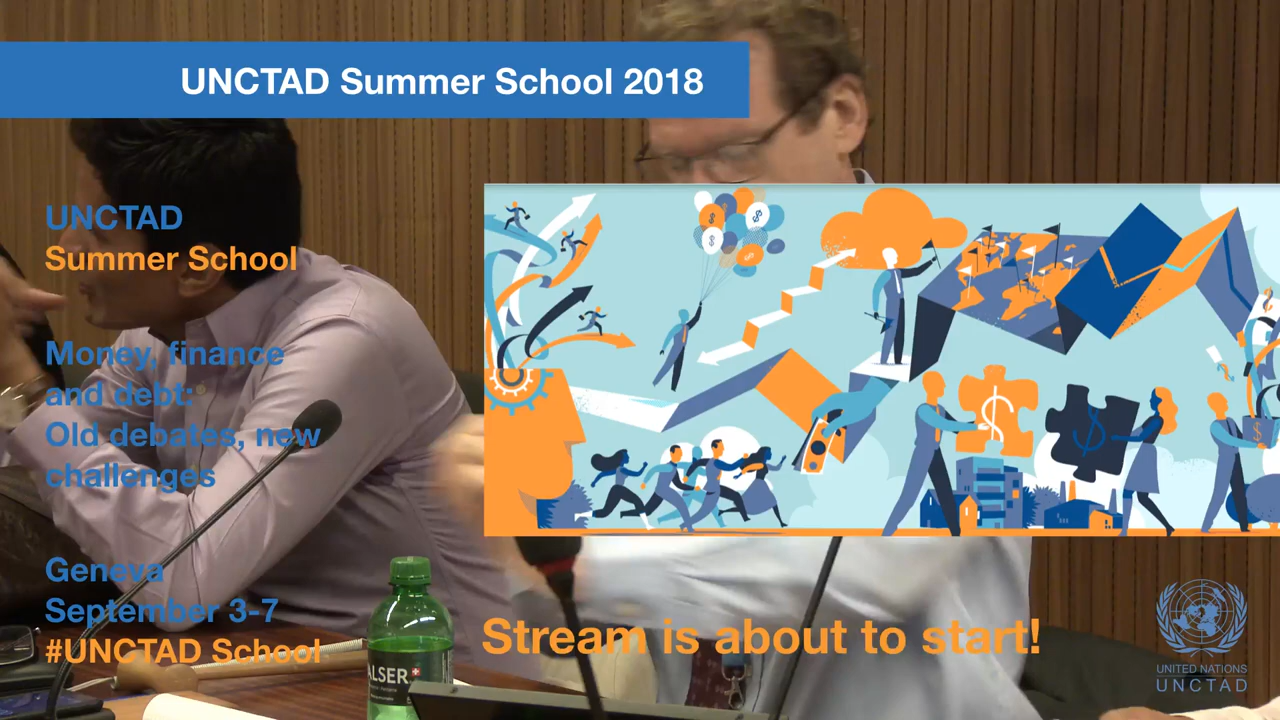 UNCTAD Summer School 2018
UNCTAD
Summer School
Money, finance
and debt:
Old debates, new
challenges
Geneva
September 3-7
#UNCTAD School
Stream is about to start!
ALSER
UNITED NATIONS
UNCTAD